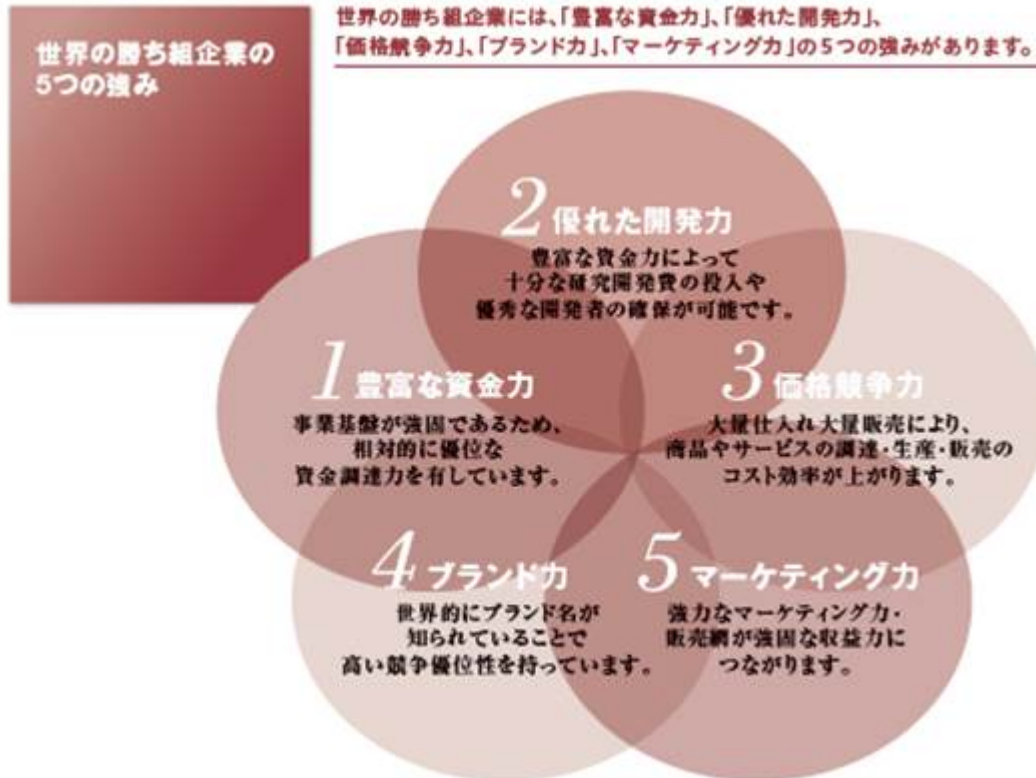 世界の勝ち組企業の
5つの強み
世界の勝ち組企業には、「豊富な資金力」、「優れた開発力」、
「価格競争力」、「ブランド力」、「マーケティング力」の5つの強みがあります。
1 豊富な資金力
事業基盤が強固であるため、
相対的に優位な
資金調達力を有しています。
2 優れた開発力
豊富な資金力によって
十分な研究開発費の投入や
優秀な開発者の確保が可能です。
3 価格競争力
大量仕入れ大量販売により、
商品やサービスの調達・生産・販売の
コスト効率が上がります。
4 ブランド力
世界的にブランド名が
知られていることで
高い競争優位性を持っています。
5 マーケティング力
強力なマーケティング力・
販売網が強固な収益力に
つながります。